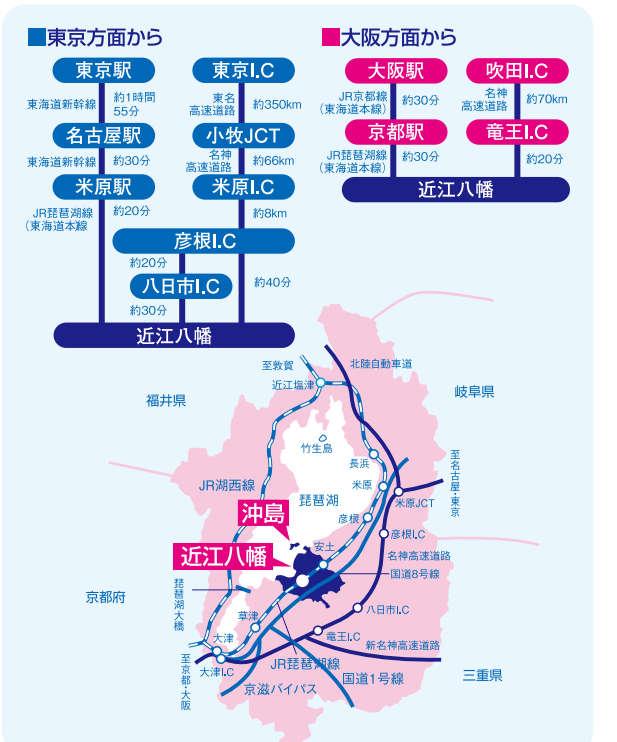 ■東京方面から
東京駅
東海道新幹線
約1時間
55分
名古屋駅
東海道新幹線
約30分
米原駅
JR琵琶湖線
(東海道本線)
約20分
東京I.C
東名
高速道路
約350km
小牧JCT
名神
高速道路
約66km
米原I.C
約8km
彦根I.C
約20分
八日市I.C
約30分
約40分
近江八幡
■大阪方面から
大阪駅
JR京都線
(東海道本線)
約30分
京都駅
JR琵琶湖線
(東海道本線)
約30分
吹田I.C
名神
高速道路
約70km
竜王I.C
約20分
近江八幡
至敦賀
北陸自動車道
近江塩津
福井県
岐阜県
竹生島
長浜
至名古屋・東京
JR湖西線
米原
琵琶湖
米原JCT
沖島
彦根
彦根I.C
近江八幡
安土
名神高速道路
国道8号線
京都府
琵琶湖
大橋
八日市I.C
草津
竜王I.C
新名神高速道路
大津
大津I.C
至京都・大阪
JR琵琶湖線
国道1号線
三重県
京滋バイパス